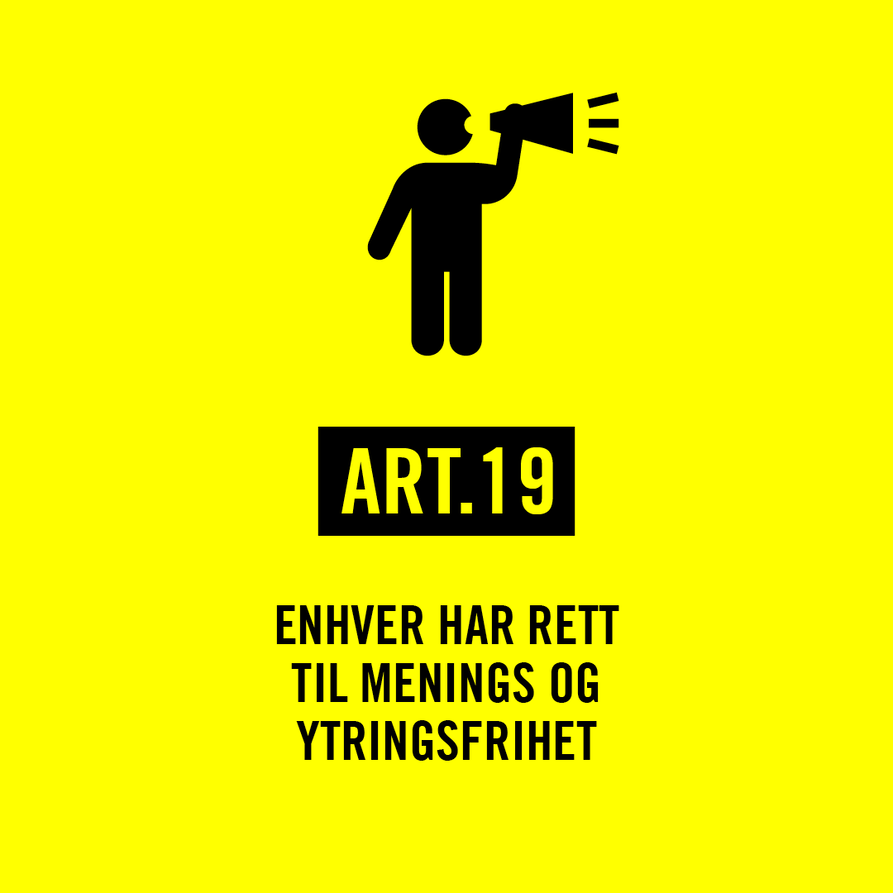 ART.19
ENHVER HAR RETT
TIL MENINGS OG
YTRINGSFRIHET